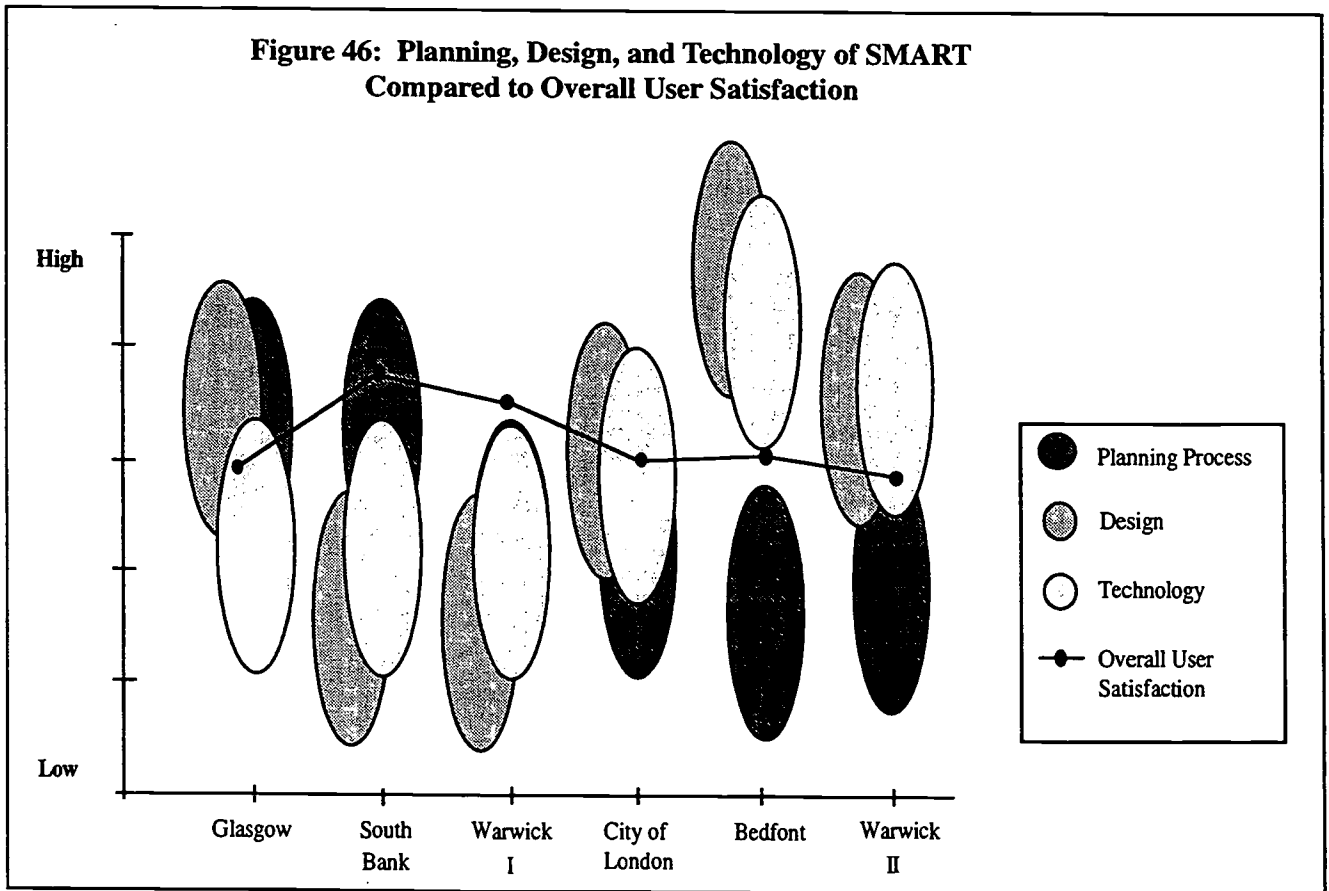 Figure 46: Planning, Design, and Technology of SMART
Compared to Overall User Satisfaction
High
Low
Glasgow
South
Bank
Warwick
I
City of
London
Bedfont
Warwick
II
Planning Process
Design
Technology
Overall User
Satisfaction